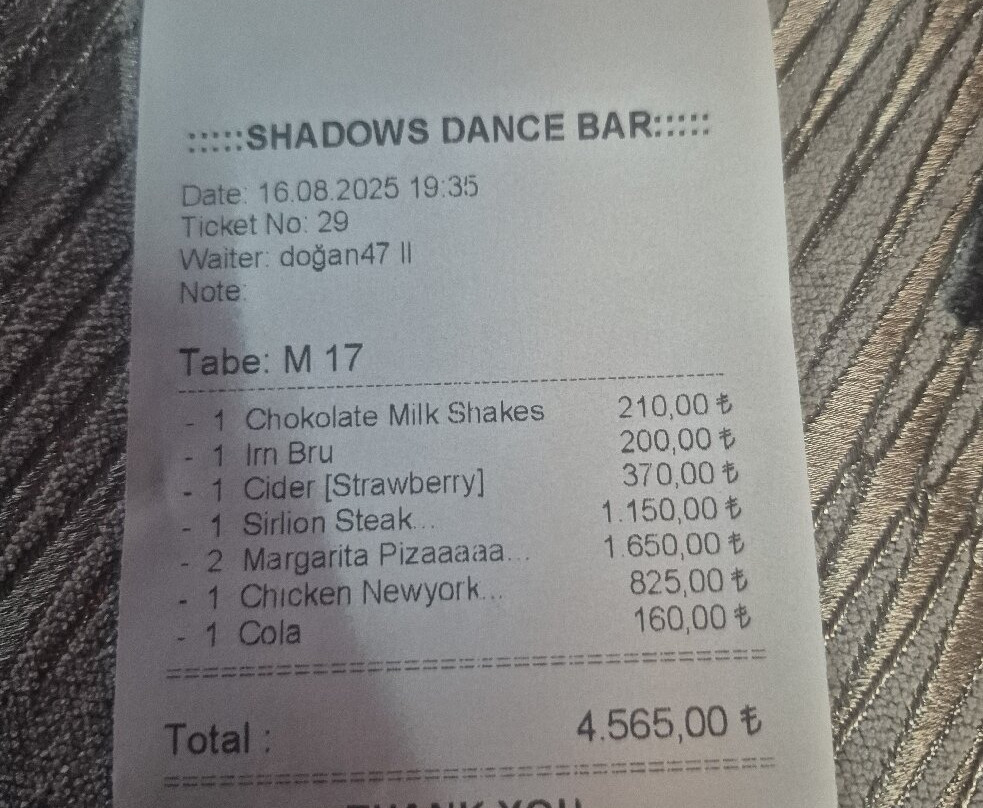 :::::SHADOWS DANCE BAR:::::
Date: 16.08.2025 19:35
Ticket No: 29
Waiter: doğan47 II
Note:
Tabe: M 17
- 1 Chokolate Milk Shakes 210,00 ₺
- 1 Irn Bru 200,00 ₺
- 1 Cider [Strawberry] 370,00 ₺
- 1 Sirlion Steak... 1.150,00 ₺
- 2 Margarita Pizaaaaa... 1.650,00 ₺
- 1 Chicken Newyork... 825,00 ₺
- 1 Cola 160,00 ₺
Total : 4.565,00 ₺
THANK YOU